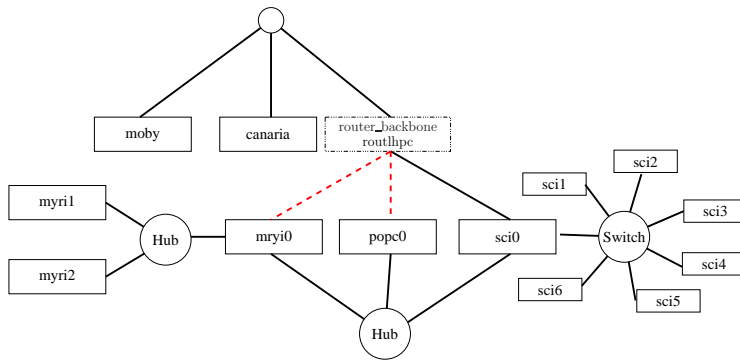 moby
canaria
router_backbone
routlhpc
sci1
sci2
sci3
sci4
sci5
sci6
Switch
myri1
myri2
Hub
mryi0
popc0
sci0
Hub